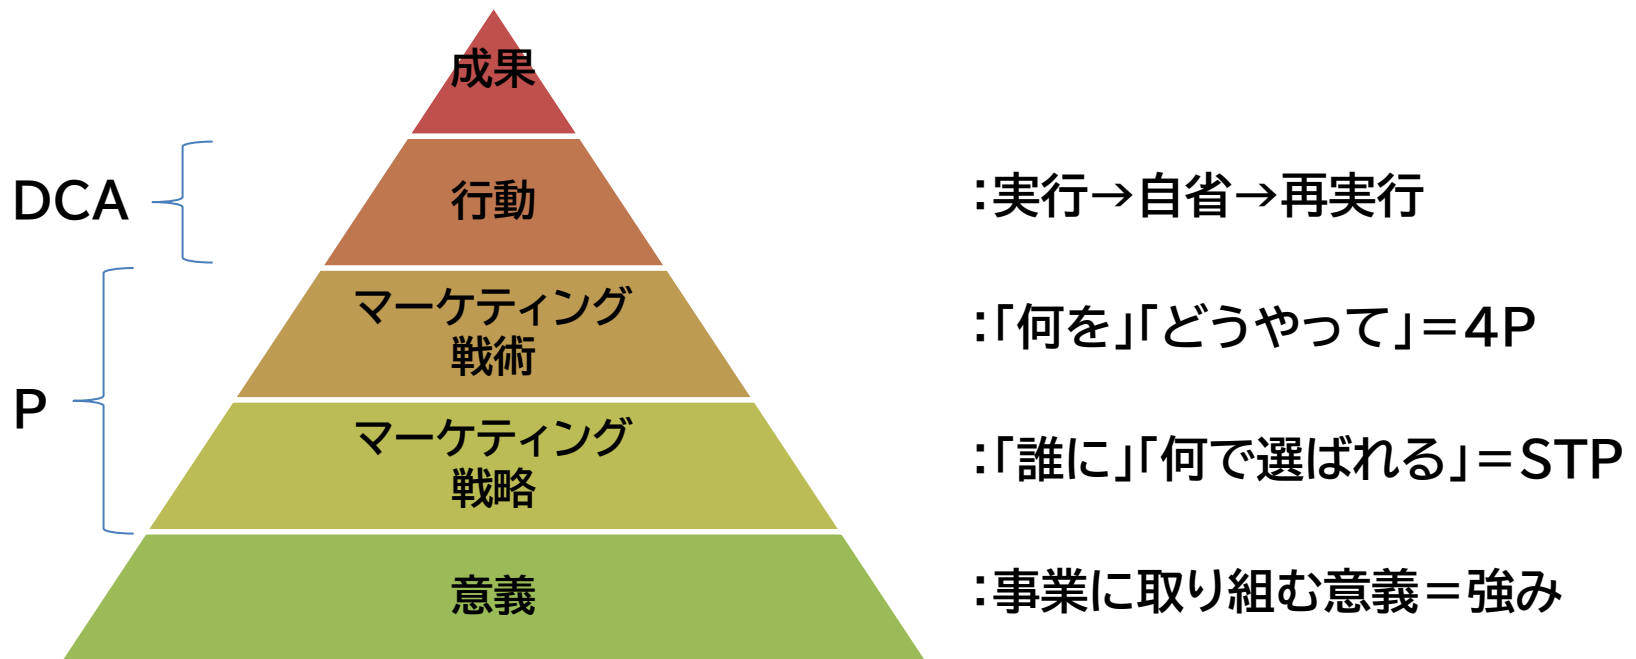 成果
DCA
行動
：実行→自省→再実行
マーケティング
戦術
：「何を」「どうやって」＝4P
P
マーケティング
戦略
：「誰に」「何で選ばれる」＝STP
意義
：事業に取り組む意義＝強み